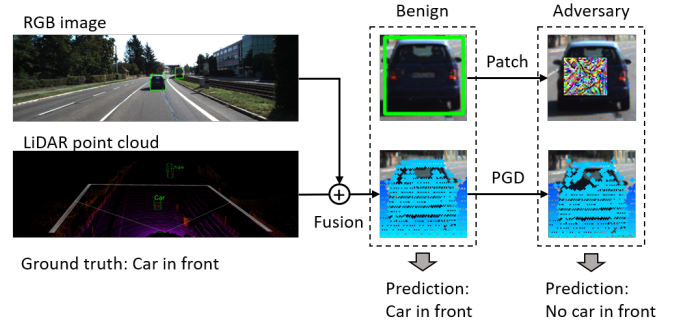 RGB image
LiDAR point cloud
Car
Fusion
Ground truth: Car in front
Benign
Adversary
Patch
PGD
Prediction:
Car in front
Prediction:
No car in front